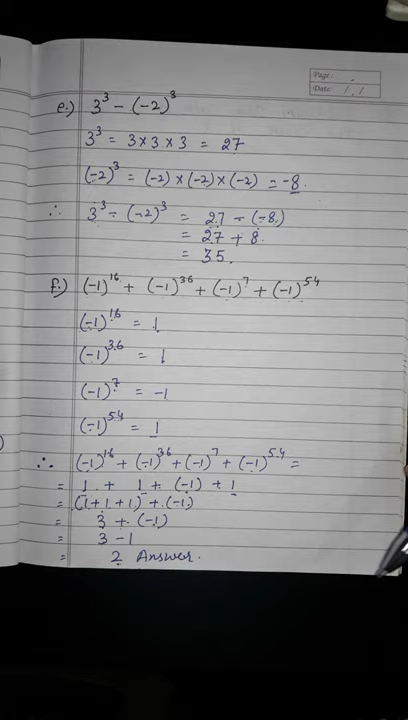 Page:
Date: / /
e.) 3³ - (-2)³
3³ = 3 × 3 × 3 = 27
(-2)³ = (-2) × (-2) × (-2) = -8.
∴ 3³ - (-2)³ = 27 - (-8)
= 27 + 8.
= 35.
f.) (-1)¹⁶ + (-1)³⁶ + (-1)⁷ + (-1)⁵⁴
(-1)¹⁶ = 1
(-1)³⁶ = 1
(-1)⁷ = -1
(-1)⁵⁴ = 1
∴ (-1)¹⁶ + (-1)³⁶ + (-1)⁷ + (-1)⁵⁴ =
= 1 + 1 + (-1) + 1
= (1+1+1) + (-1)
= 3 + (-1)
= 3 - 1
= 2 Answer.